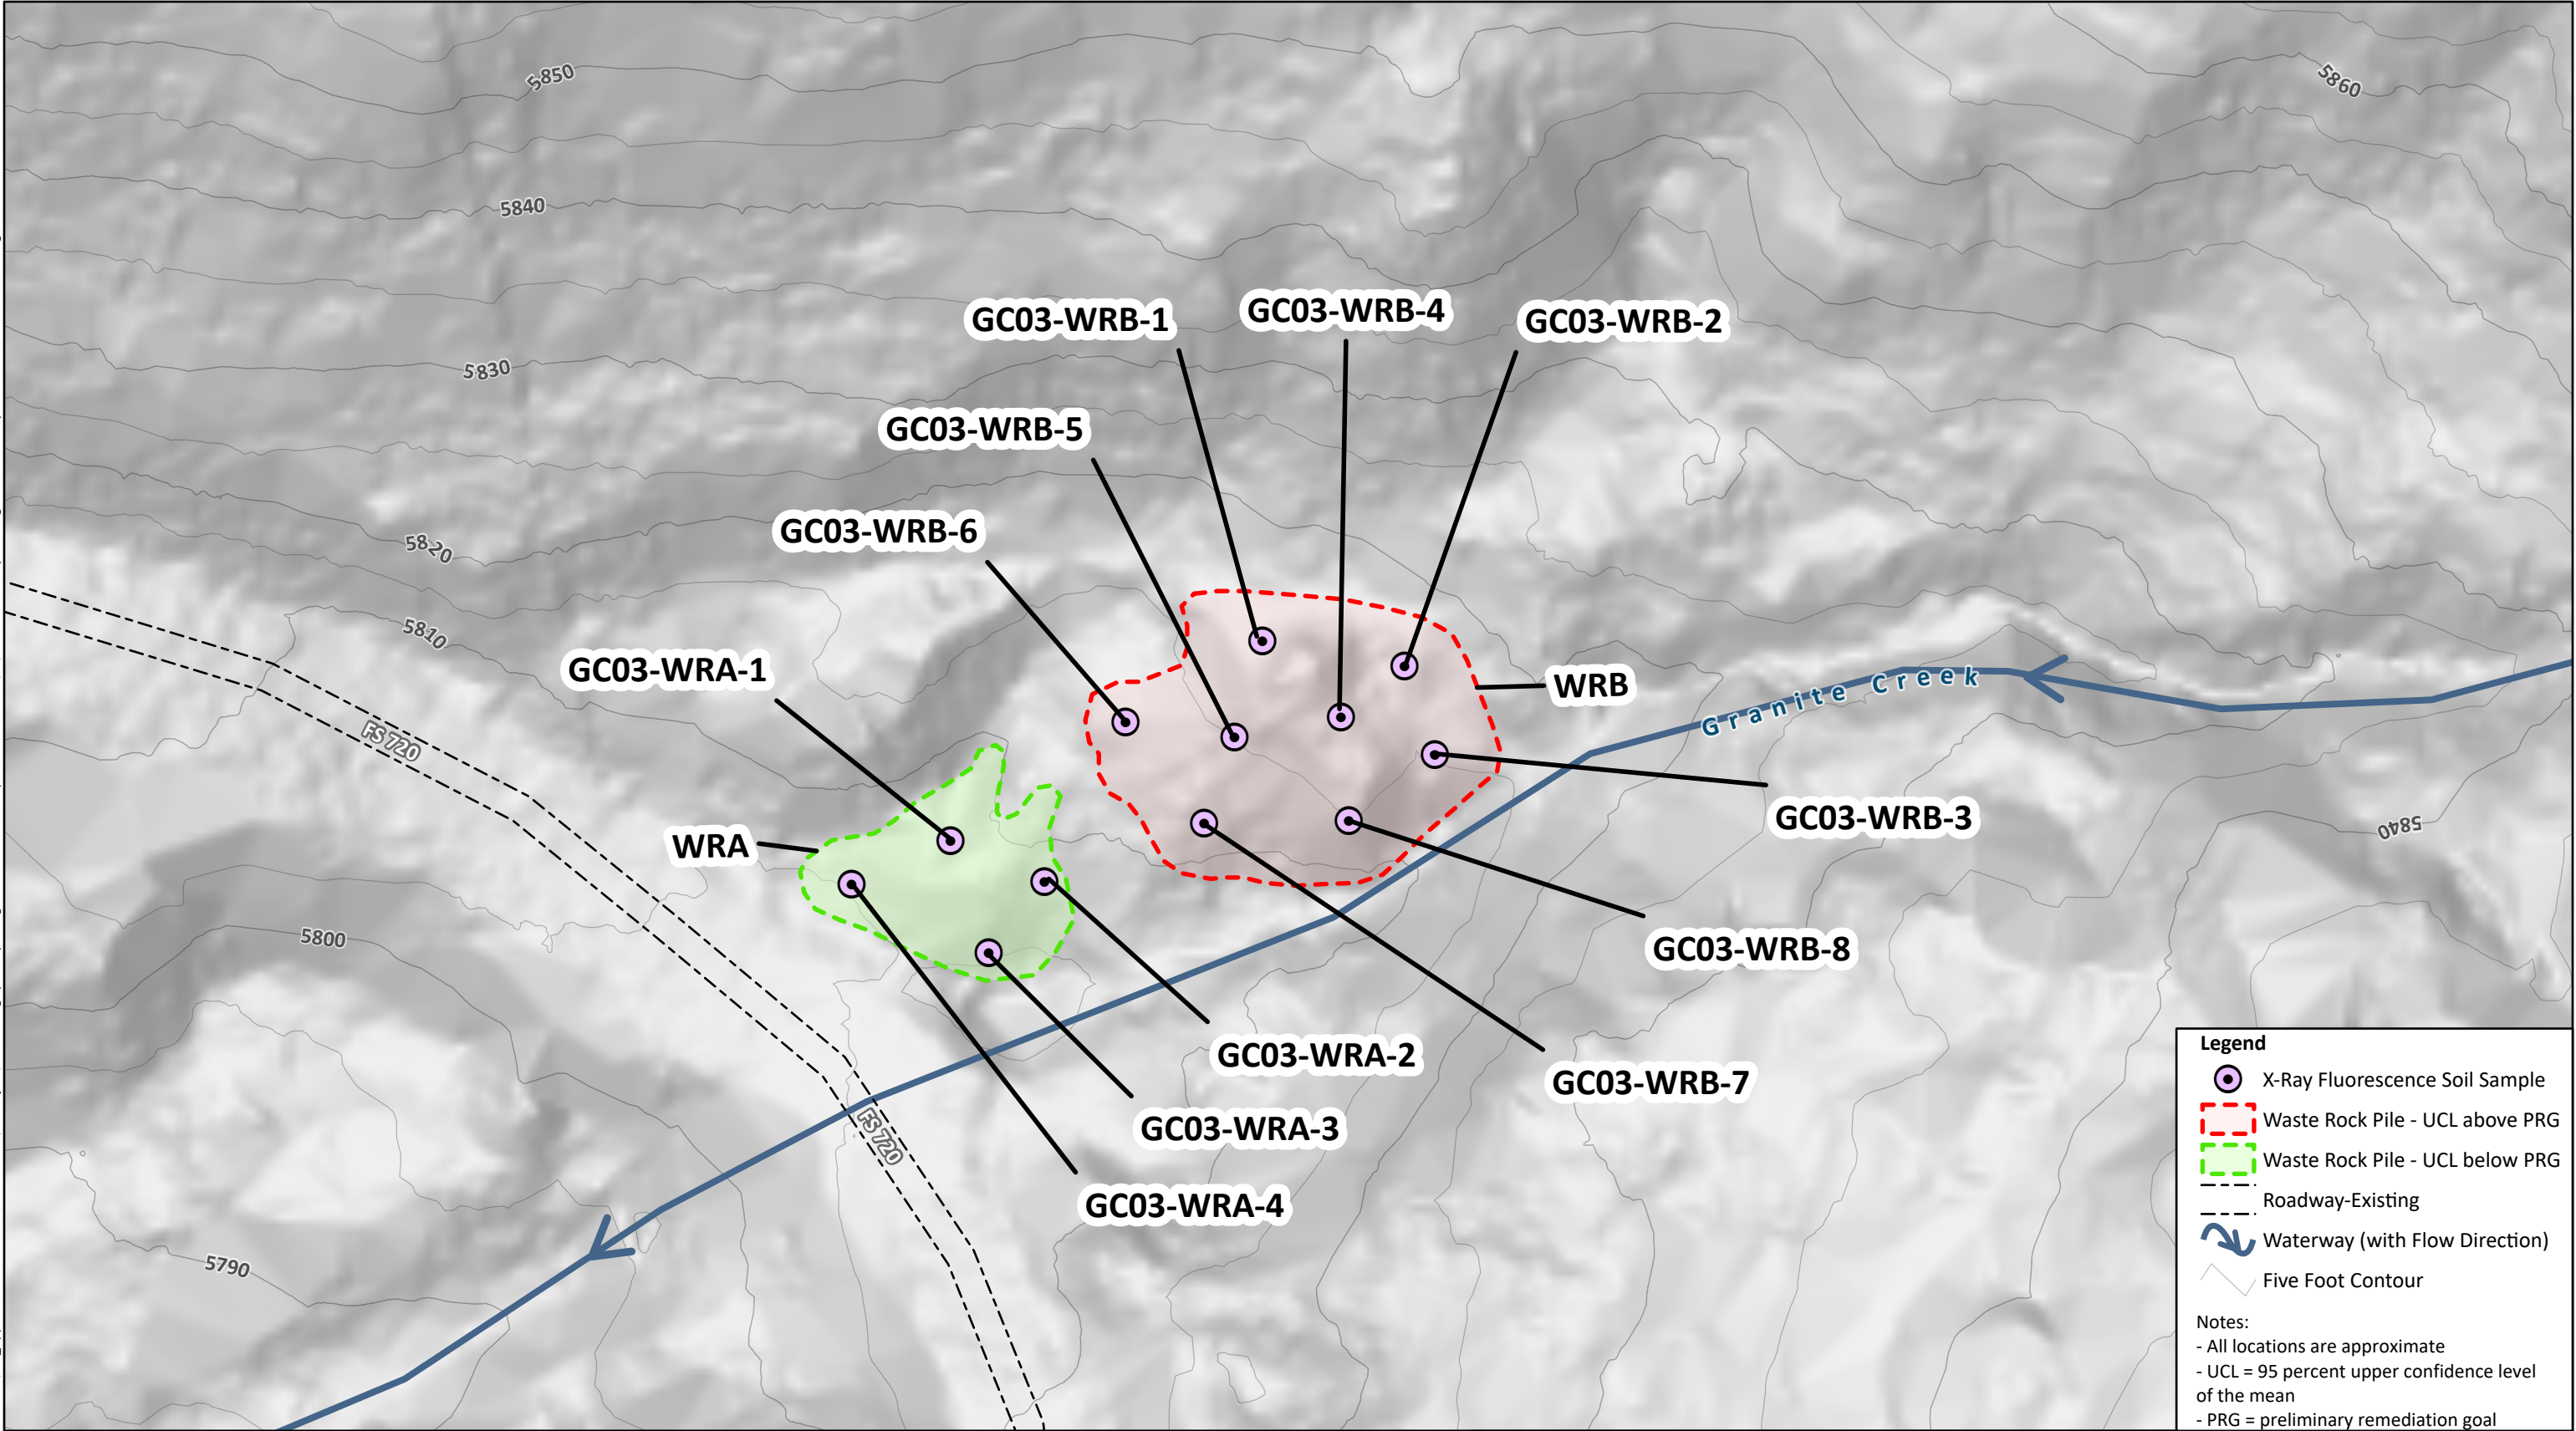 5850
5860
5840
GC03-WRB-1
GC03-WRB-4
GC03-WRB-2
5830
GC03-WRB-5
GC03-WRB-6
5820
5810
GC03-WRA-1
WRB
Granite Creek
FS 720
GC03-WRB-3
5840
WRA
5800
GC03-WRB-8
GC03-WRA-2
GC03-WRB-7
GC03-WRA-3
FS 720
GC03-WRA-4
5790
Legend
X-Ray Fluorescence Soil Sample
Waste Rock Pile - UCL above PRG
Waste Rock Pile - UCL below PRG
Roadway-Existing
Waterway (with Flow Direction)
Five Foot Contour
Notes:
- All locations are approximate
- UCL = 95 percent upper confidence level
of the mean
- PRG = preliminary remediation goal